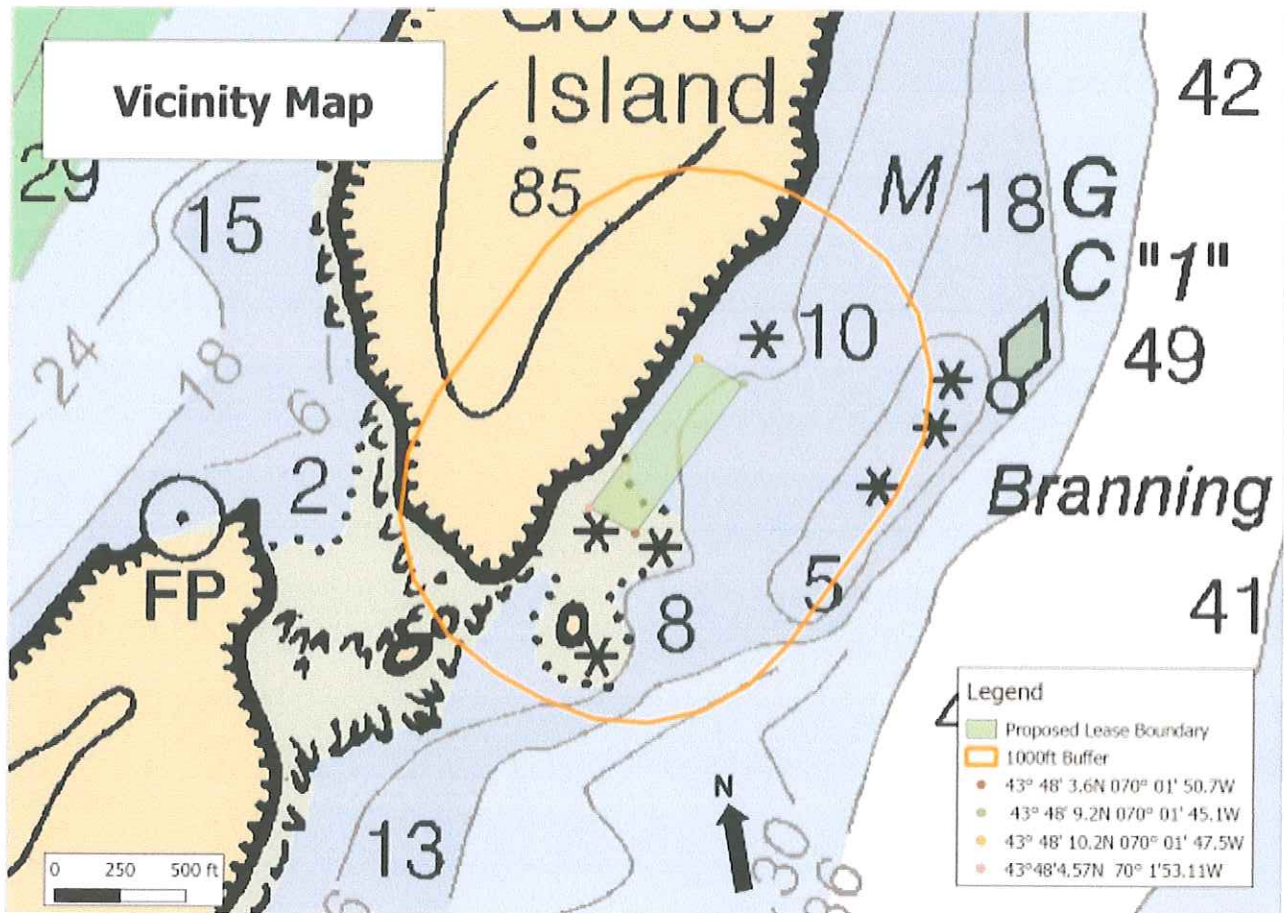 Vicinity Map
Goose
Island
85
42
29
15
M
18
G
C "1"
10
49
24
18
6
2
Branning
FP
5
41
8
13
30
36
N
0 250 500 ft
Legend
Proposed Lease Boundary
1000ft Buffer
43° 48' 3.6N 070° 01' 50.7W
43° 48' 9.2N 070° 01' 45.1W
43° 48' 10.2N 070° 01' 47.5W
43°48'4.57N 70° 1'53.11W